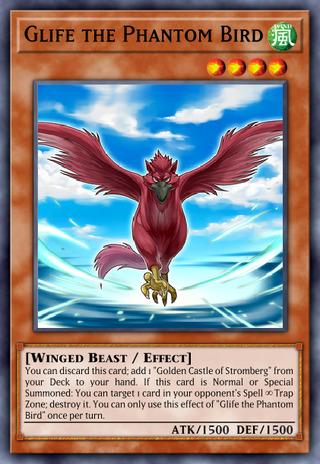 Glife the Phantom Bird
WIND
風
[Winged Beast / Effect]
You can discard this card; add 1 "Golden Castle of Stromberg" from
your Deck to your hand. If this card is Normal or Special
Summoned: You can target 1 card in your opponent's Spell ∞ Trap
Zone; destroy it. You can only use this effect of "Glife the Phantom
Bird" once per turn.
ATK/1500 DEF/1500